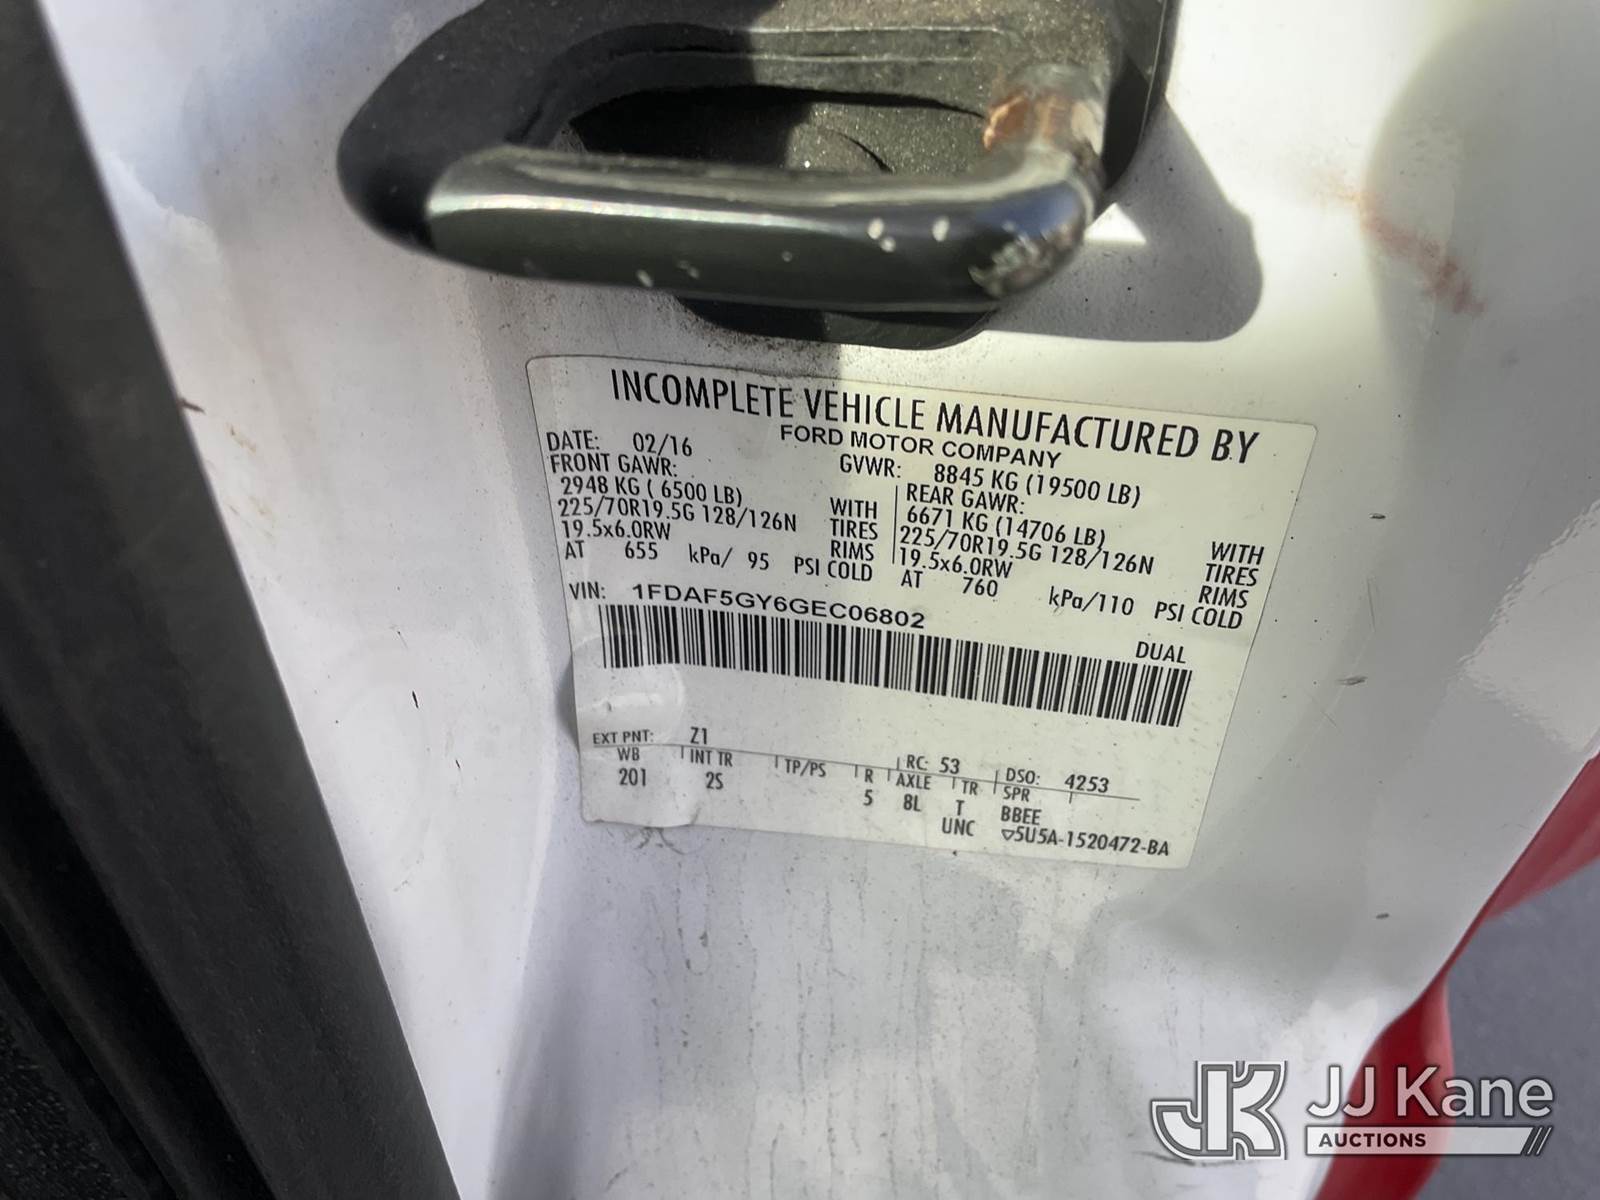 INCOMPLETE VEHICLE MANUFACTURED BY
FORD MOTOR COMPANY
DATE: 02/16 GVWR: 8845 KG (19500 LB)
FRONT GAWR: REAR GAWR:
2948 KG ( 6500 LB) WITH 6671 KG (14706 LB) WITH
225/70R19.5G 128/126N TIRES 225/70R19.5G 128/126N TIRES
19.5x6.0RW RIMS 19.5x6.0RW RIMS
AT 655 kPa/ 95 PSI COLD AT 760 kPa/110 PSI COLD
VIN: 1FDAF5GY6GEC06802
DUAL
EXT PNT: Z1 RC: 53 DSO: 4253
WB INT TR TP/PS R AXLE TR SPR
201 2S 5 8L T BBEE
UNC ▽5U5A-1520472-BA
JK JJ Kane
AUCTIONS